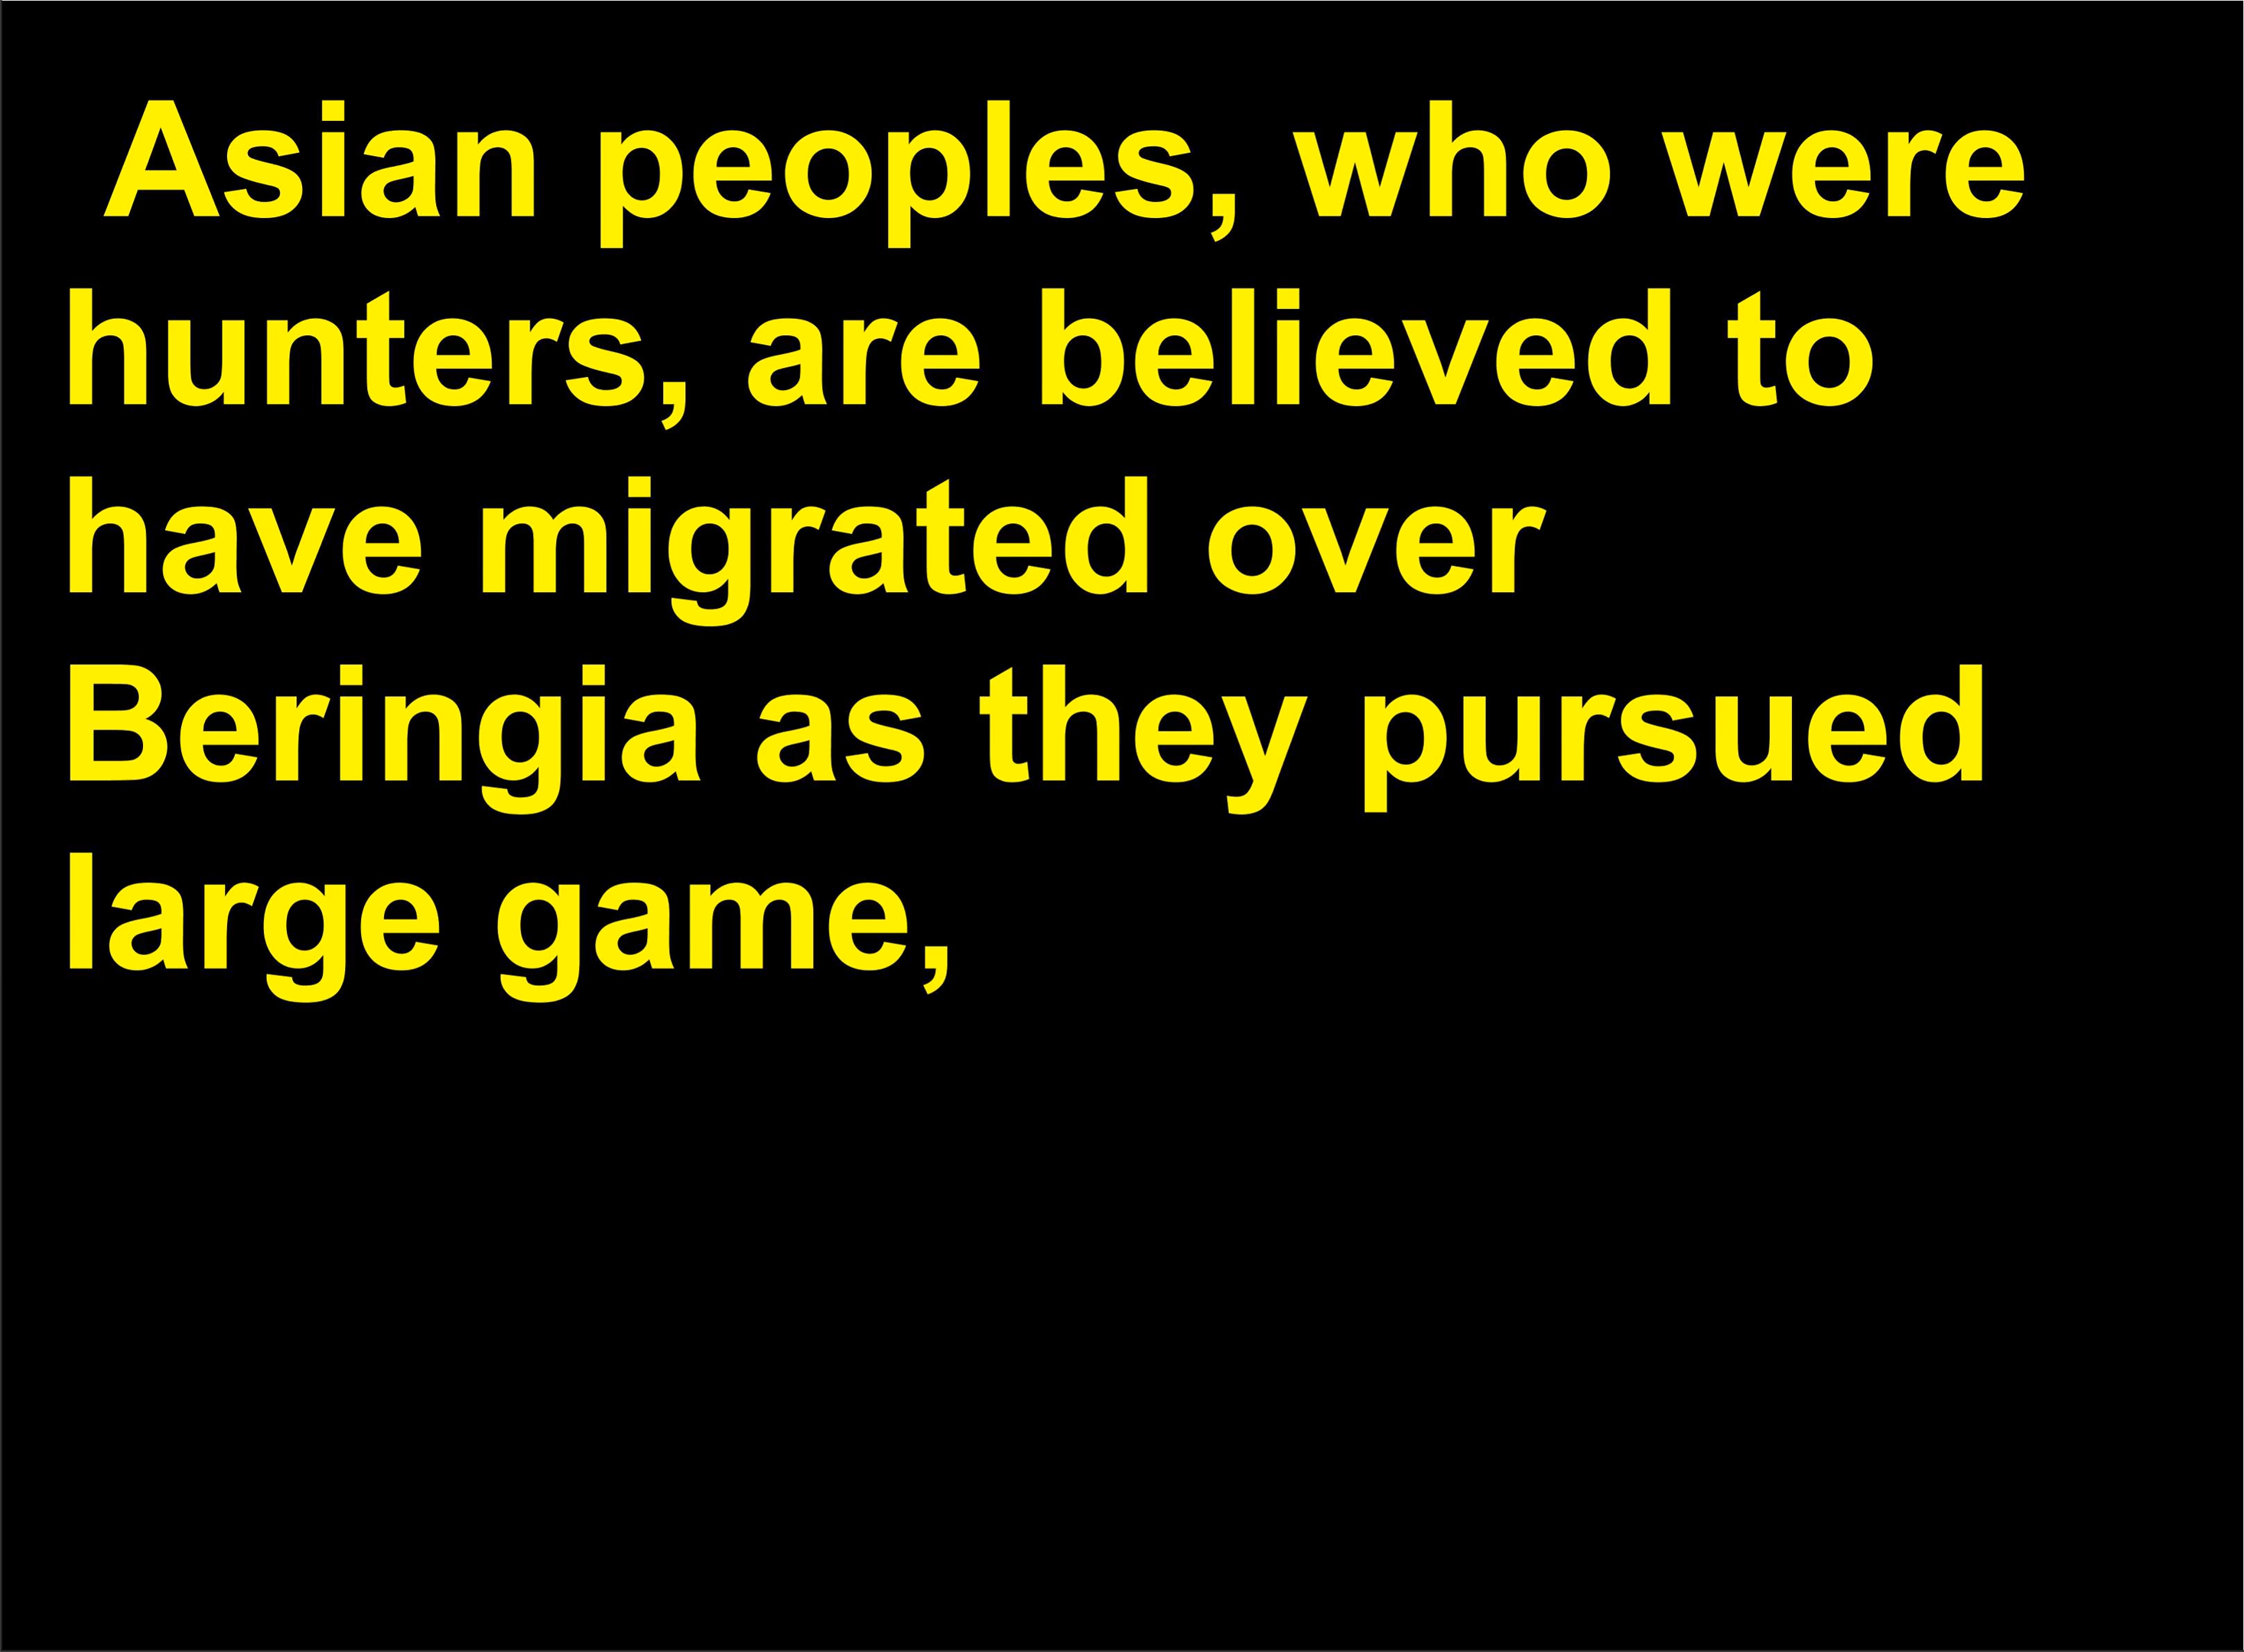 Asian peoples, who were
hunters, are believed to
have migrated over
Beringia as they pursued
large game,